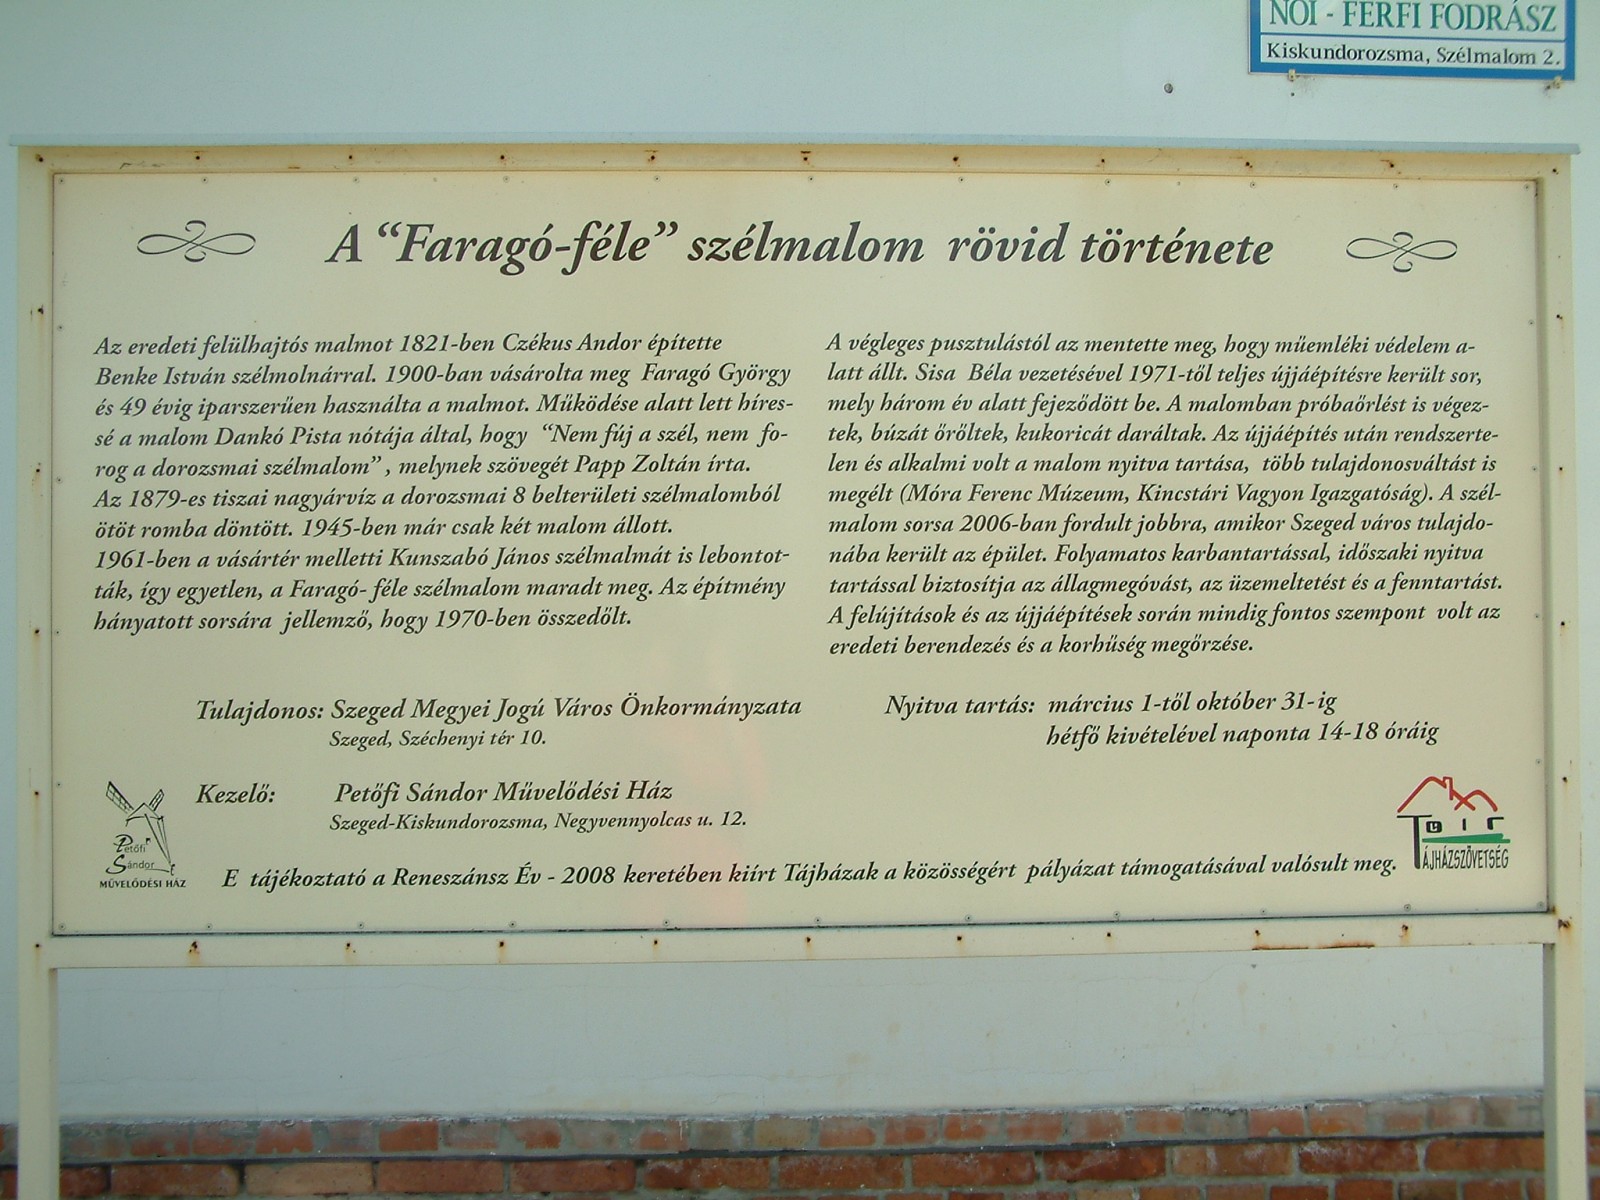 NŐI - FÉRFI FODRÁSZ
Kiskundorozsma, Szélmalom 2.
A “Faragó-féle” szélmalom rövid története
Az eredeti felülhajtós malmot 1821-ben Czékus Andor építette
Benke István szélmolnárral. 1900-ban vásárolta meg Faragó György
és 49 évig iparszerűen használta a malmot. Működése alatt lett híres-
sé a malom Dankó Pista nótája által, hogy “Nem fúj a szél, nem fo-
rog a dorozsmai szélmalom” , melynek szövegét Papp Zoltán írta.
Az 1879-es tiszai nagyárvíz a dorozsmai 8 belterületi szélmalomból
ötöt romba döntött. 1945-ben már csak két malom állott.
1961-ben a vásártér melletti Kunszabó János szélmalmát is lebontot-
ták, így egyetlen, a Faragó- féle szélmalom maradt meg. Az építmény
hányatott sorsára jellemző, hogy 1970-ben összedőlt.
A végleges pusztulástól az mentette meg, hogy műemléki védelem a-
latt állt. Sisa Béla vezetésével 1971-től teljes újjáépítésre került sor,
mely három év alatt fejeződött be. A malomban próbaőrlést is végez-
tek, búzát őröltek, kukoricát daráltak. Az újjáépítés után rendszerte-
len és alkalmi volt a malom nyitva tartása, több tulajdonosváltást is
megélt (Móra Ferenc Múzeum, Kincstári Vagyon Igazgatóság). A szél-
malom sorsa 2006-ban fordult jobbra, amikor Szeged város tulajdo-
nába került az épület. Folyamatos karbantartással, időszaki nyitva
tartással biztosítja az állagmegóvást, az üzemeltetést és a fenntartást.
A felújítások és az újjáépítések során mindig fontos szempont volt az
eredeti berendezés és a korhűség megőrzése.
Tulajdonos: Szeged Megyei Jogú Város Önkormányzata
Szeged, Széchenyi tér 10.
Nyitva tartás: március 1-től október 31-ig
hétfő kivételével naponta 14-18 óráig
Kezelő: Petőfi Sándor Művelődési Ház
Szeged-Kiskundorozsma, Negyvennyolcas u. 12.
Petőfi
Sándor
MŰVELŐDÉSI HÁZ
TÁJHÁZSZÖVETSÉG
E tájékoztató a Reneszánsz Év - 2008 keretében kiírt Tájházak a közösségért pályázat támogatásával valósult meg.